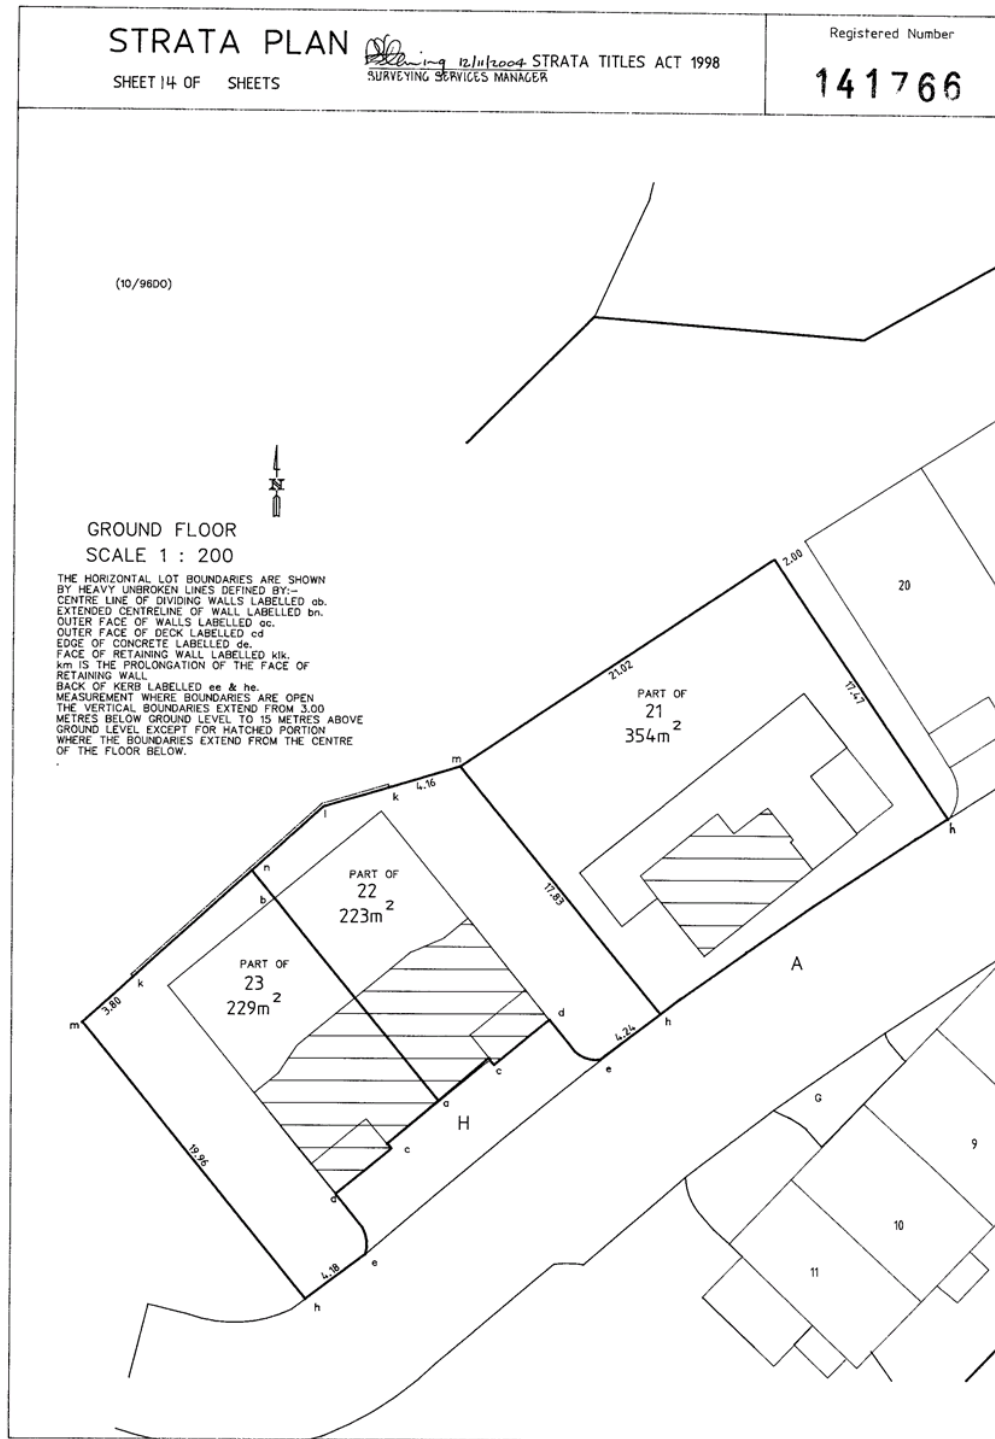 STRATA PLAN
SHEET 14 OF SHEETS
12/11/2004 STRATA TITLES ACT 1998
SURVEYING SERVICES MANAGER
Registered Number
141766
(10/96DO)
N
GROUND FLOOR
SCALE 1 : 200
THE HORIZONTAL LOT BOUNDARIES ARE SHOWN
BY HEAVY UNBROKEN LINES DEFINED BY:-
CENTRE LINE OF DIVIDING WALLS LABELLED ab.
EXTENDED CENTRELINE OF WALL LABELLED bn.
OUTER FACE OF WALLS LABELLED ac.
OUTER FACE OF DECK LABELLED cd
EDGE OF CONCRETE LABELLED de.
FACE OF RETAINING WALL LABELLED klk.
km IS THE PROLONGATION OF THE FACE OF
RETAINING WALL
BACK OF KERB LABELLED ee & he.
MEASUREMENT WHERE BOUNDARIES ARE OPEN
THE VERTICAL BOUNDARIES EXTEND FROM 3.00
METRES BELOW GROUND LEVEL TO 15 METRES ABOVE
GROUND LEVEL EXCEPT FOR HATCHED PORTION
WHERE THE BOUNDARIES EXTEND FROM THE CENTRE
OF THE FLOOR BELOW.
2.00
20
21.02
PART OF
21
354m²
17.47
m
4.16
k
l
h
n
PART OF
22
223m²
b
17.83
PART OF
23
229m²
k
3.80
m
A
d
h
4.24
c
e
a
H
G
c
9
19.96
d
10
e
4.18
11
h